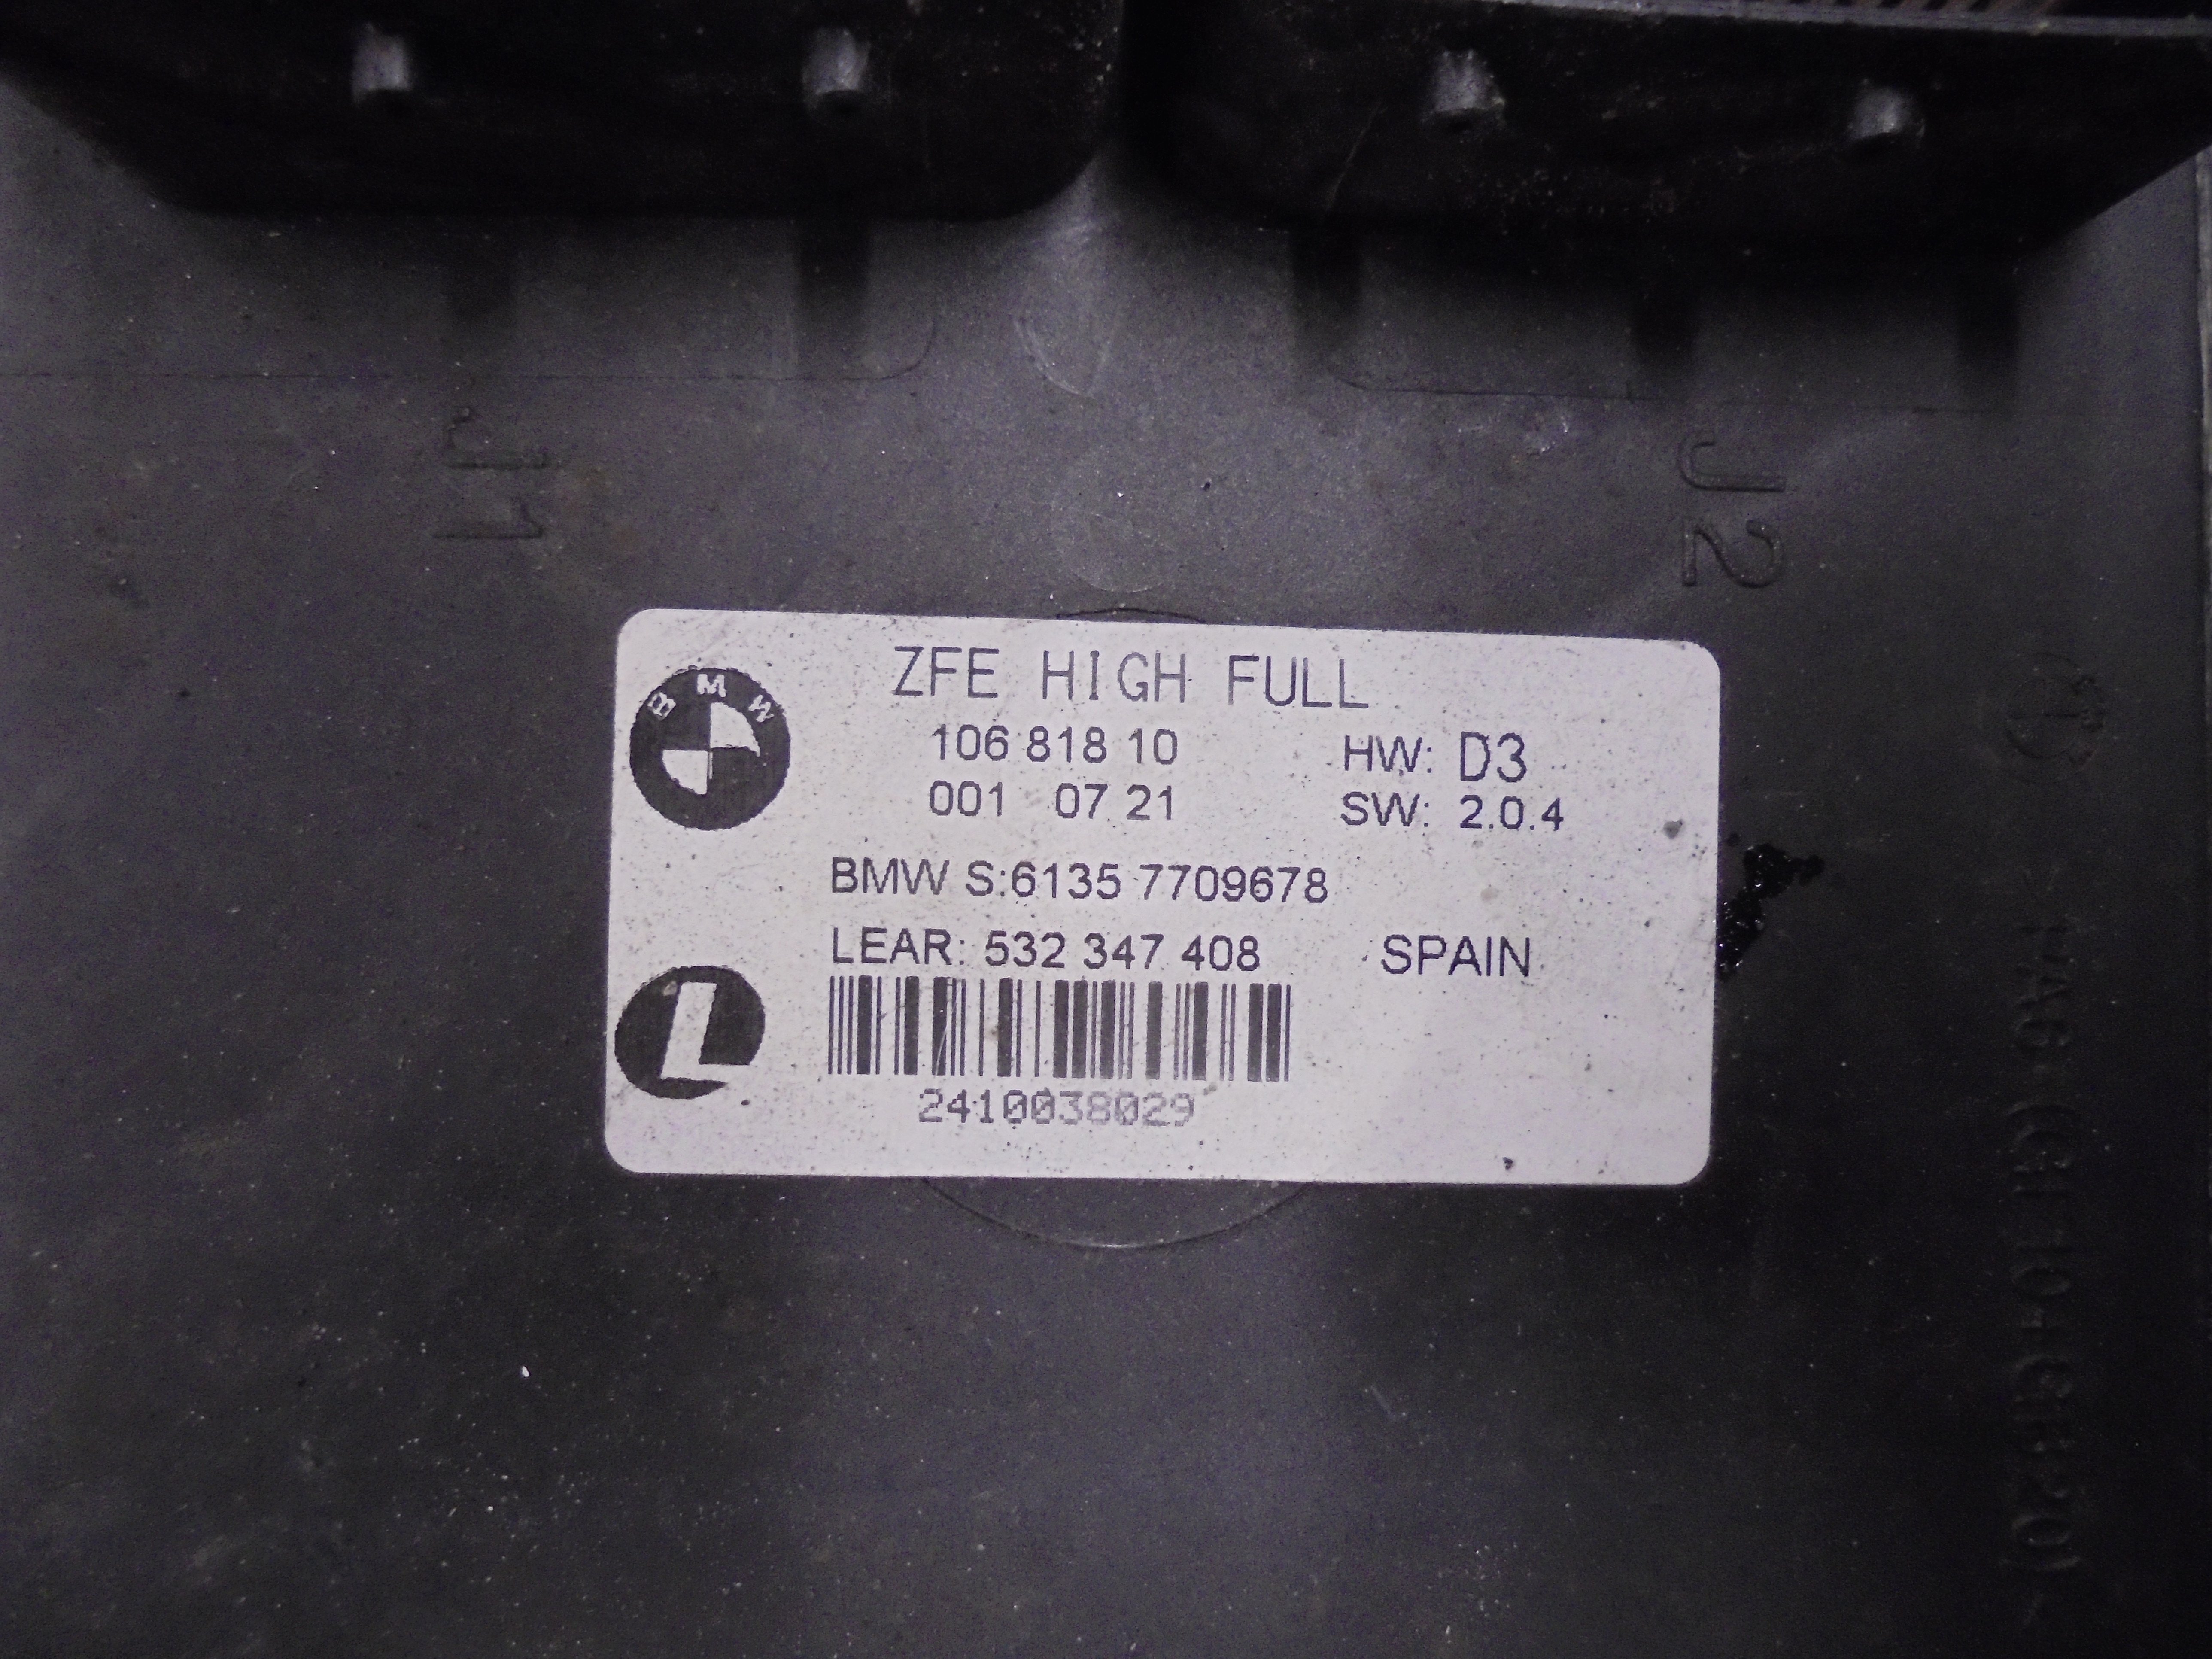 J1
J2
BMW
ZFE HIGH FULL
106 818 10 HW: D3
001 07 21 SW: 2.0.4
BMW S:6135 7709678
LEAR: 532 347 408 SPAIN
L
2410038029